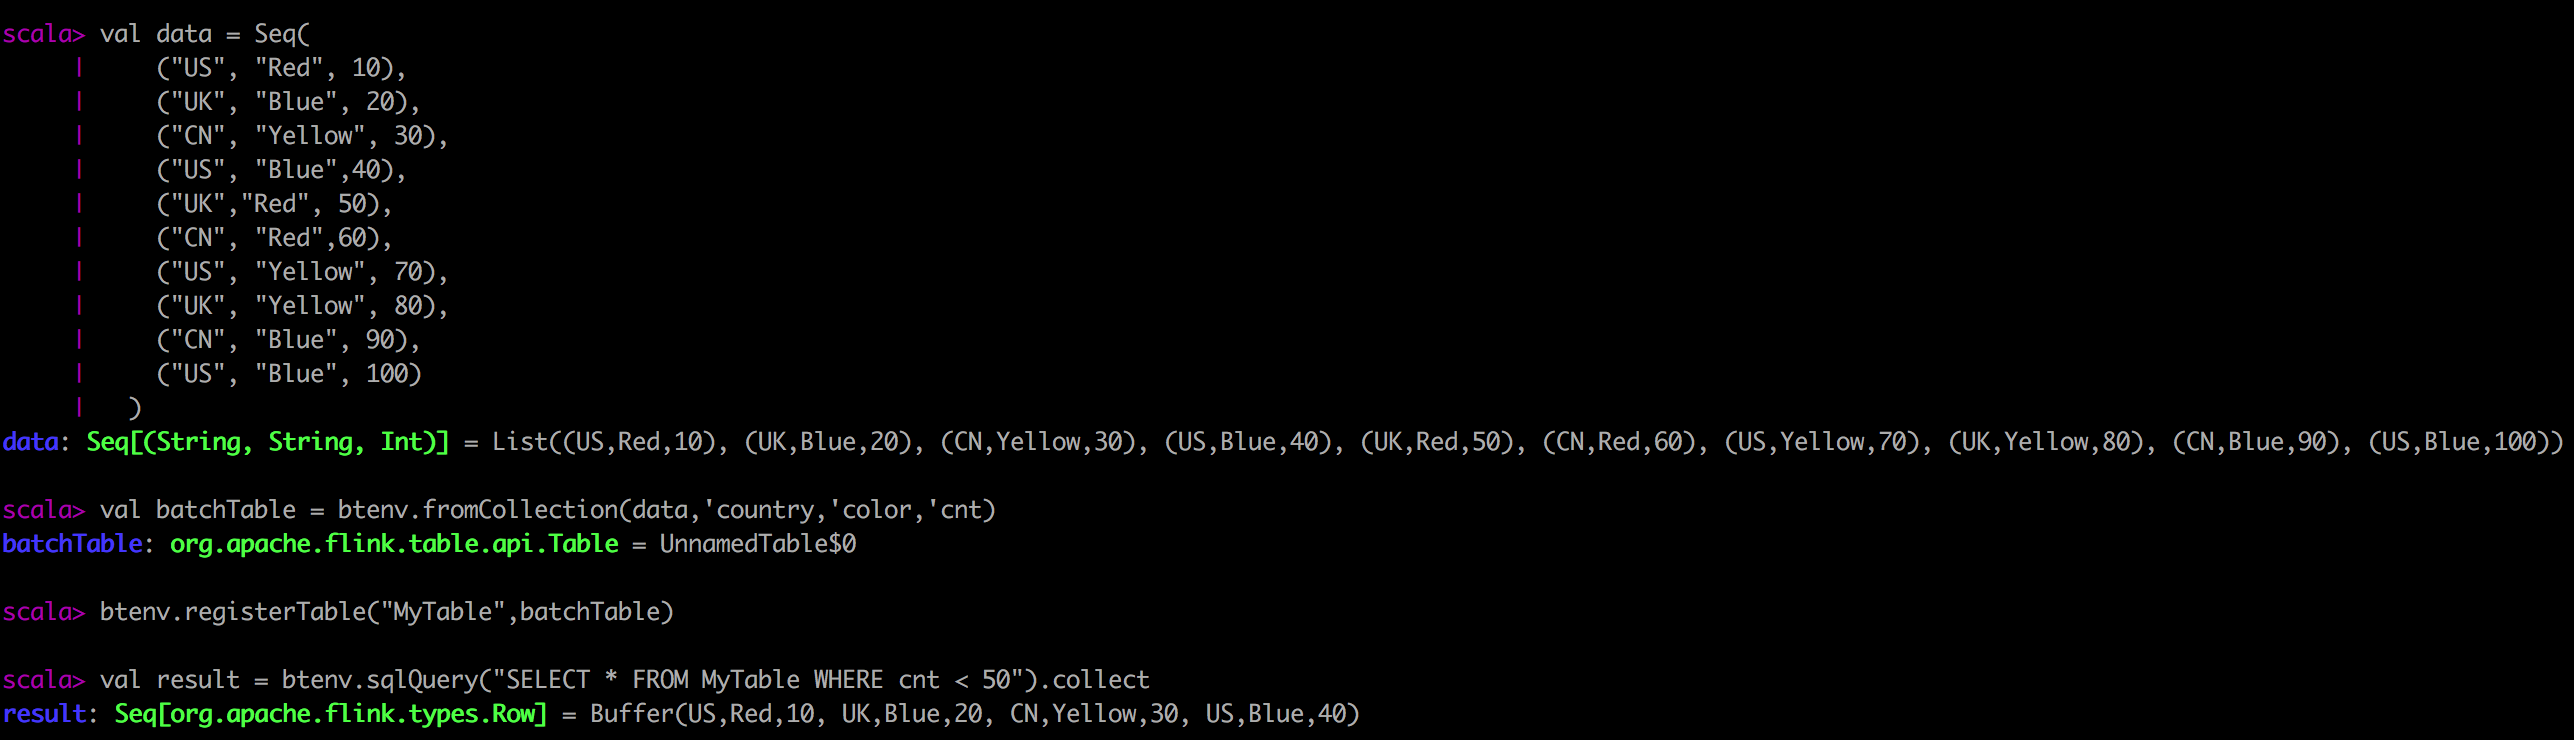 scala> val data = Seq(
     |     ("US", "Red", 10),
     |     ("UK", "Blue", 20),
     |     ("CN", "Yellow", 30),
     |     ("US", "Blue",40),
     |     ("UK","Red", 50),
     |     ("CN", "Red",60),
     |     ("US", "Yellow", 70),
     |     ("UK", "Yellow", 80),
     |     ("CN", "Blue", 90),
     |     ("US", "Blue", 100)
     |   )
data: Seq[(String, String, Int)] = List((US,Red,10), (UK,Blue,20), (CN,Yellow,30), (US,Blue,40), (UK,Red,50), (CN,Red,60), (US,Yellow,70), (UK,Yellow,80), (CN,Blue,90), (US,Blue,100))
scala> val batchTable = btenv.fromCollection(data,'country,'color,'cnt)
batchTable: org.apache.flink.table.api.Table = UnnamedTable$0
scala> btenv.registerTable("MyTable",batchTable)
scala> val result = btenv.sqlQuery("SELECT * FROM MyTable WHERE cnt < 50").collect
result: Seq[org.apache.flink.types.Row] = Buffer(US,Red,10, UK,Blue,20, CN,Yellow,30, US,Blue,40)